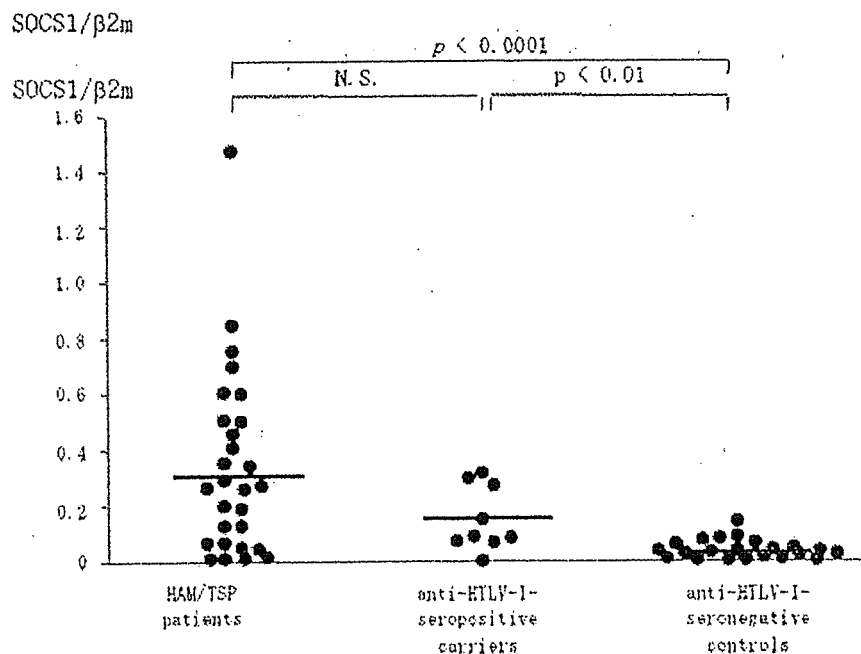 SOCS1/β2m
p < 0.0001
SOCS1/β2m
N.S.
p < 0.01
1.6
1.4
1.2
1.0
0.8
0.6
0.4
0.2
0
HAM/TSP
patients
anti-HTLV-I-
seropositive
carriers
anti-HTLV-I-
seronegative
controls